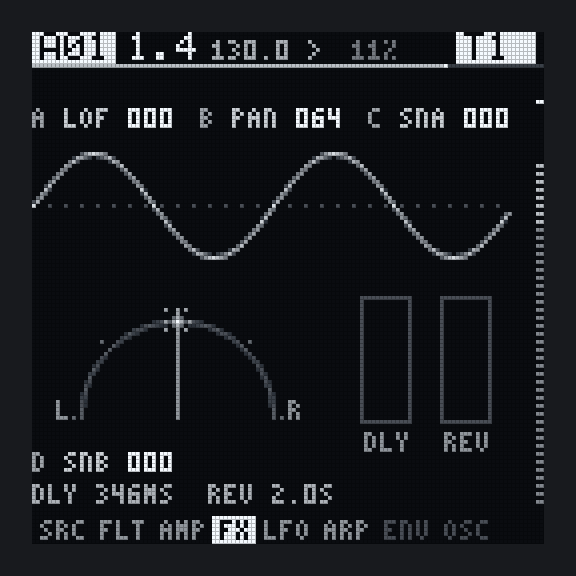 A01 1.4 130.0 > 11% T1
A LOF 000 B PAN 064 C SNA 000
L R
DLY REV
D SNB 000
DLY 346MS REV 2.0S
SRC FLT AMP FX LFO ARP ENV OSC